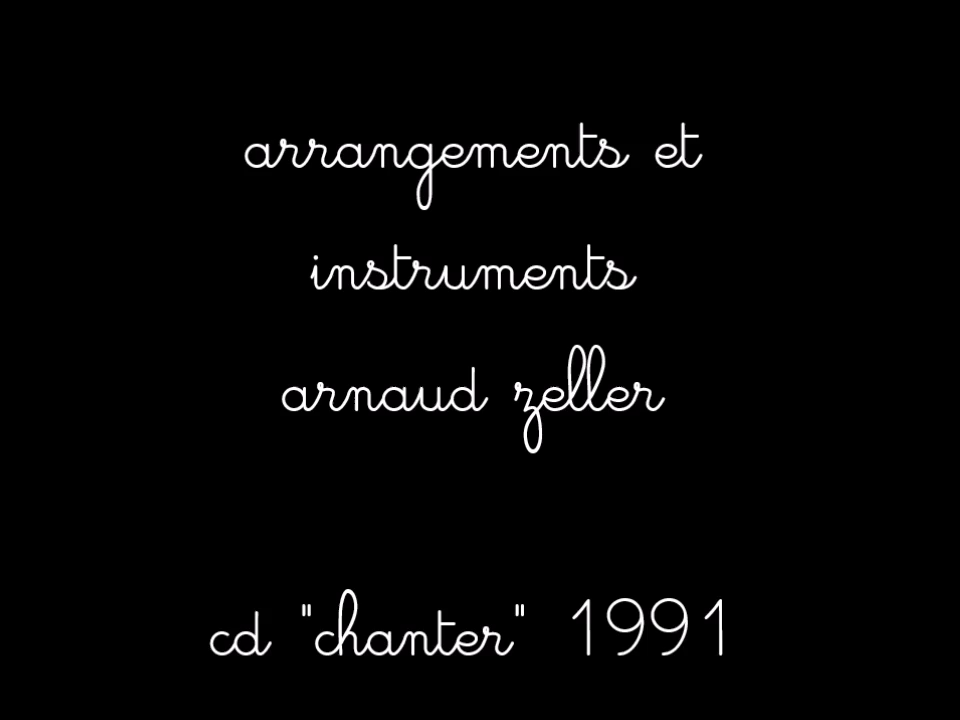 arrangements et
instruments
arnaud zeller
cd "chanter" 1991